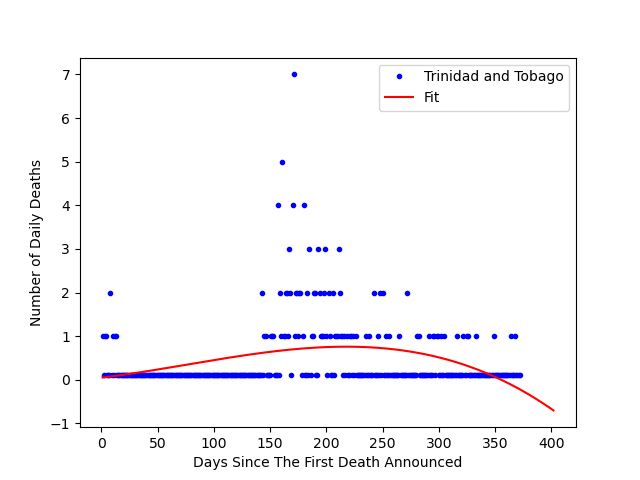 Trinidad and Tobago
Fit
Number of Daily Deaths
7
6
5
4
3
2
1
0
−1
0 50 100 150 200 250 300 350 400
Days Since The First Death Announced